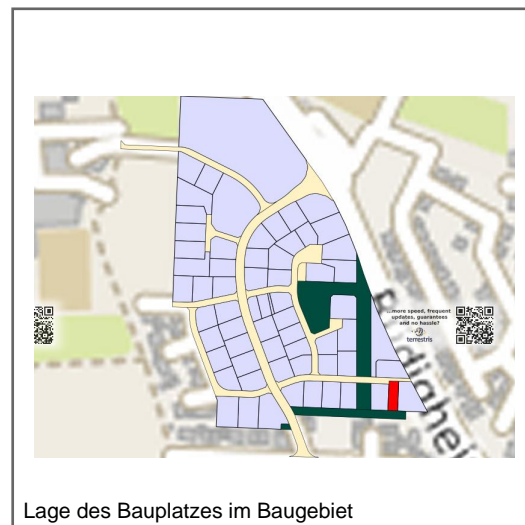 ...more speed, frequent
updates, guarantees
and no hassle?
terrestris
Lage des Bauplatzes im Baugebiet